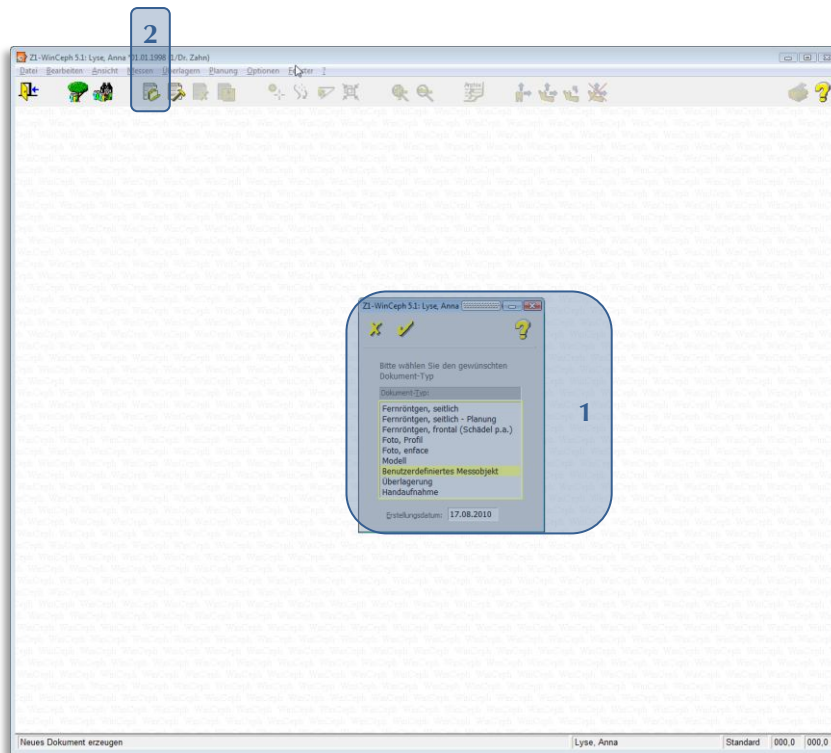 2
Z1-WinCeph 5.1: Lyse, Anna *01.01.1998 1/Dr. Zahn)
Datei Bearbeiten Ansicht Messen Überlagern Planung Optionen Fenster ?
Z1-WinCeph 5.1: Lyse, Anna
Bitte wählen Sie den gewünschten
Dokument-Typ
Dokument-Typ:
Fernröntgen, seitlich
Fernröntgen, seitlich - Planung
Fernröntgen, frontal (Schädel p.a.)
Foto, Profil
Foto, enface
Modell
Benutzerdefiniertes Messobjekt
Überlagerung
Handaufnahme
Erstellungsdatum: 17.08.2010
1
Neues Dokument erzeugen Lyse, Anna Standard 000,0 000,0